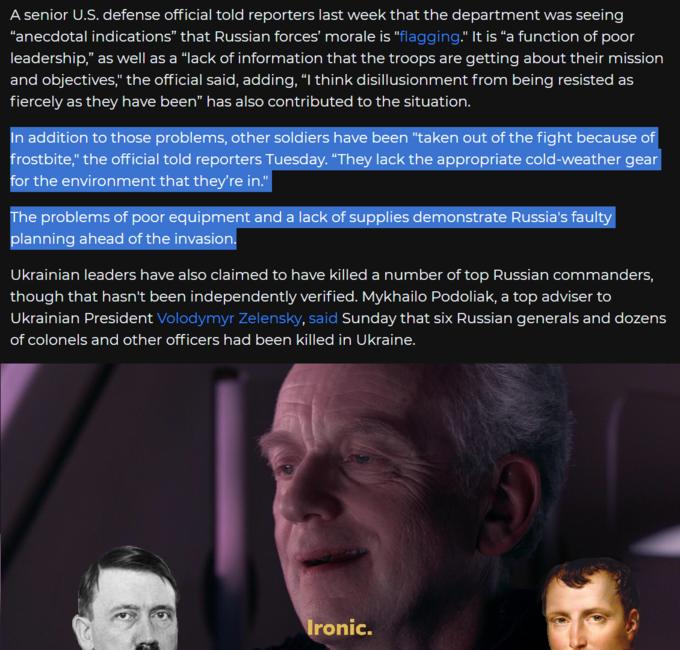 A senior U.S. defense official told reporters last week that the department was seeing
“anecdotal indications” that Russian forces’ morale is "flagging." It is “a function of poor
leadership,” as well as a “lack of information that the troops are getting about their mission
and objectives," the official said, adding, “I think disillusionment from being resisted as
fiercely as they have been” has also contributed to the situation.
In addition to those problems, other soldiers have been "taken out of the fight because of
frostbite," the official told reporters Tuesday. “They lack the appropriate cold-weather gear
for the environment that they’re in."
The problems of poor equipment and a lack of supplies demonstrate Russia's faulty
planning ahead of the invasion.
Ukrainian leaders have also claimed to have killed a number of top Russian commanders,
though that hasn't been independently verified. Mykhailo Podoliak, a top adviser to
Ukrainian President Volodymyr Zelensky, said Sunday that six Russian generals and dozens
of colonels and other officers had been killed in Ukraine.
Ironic.